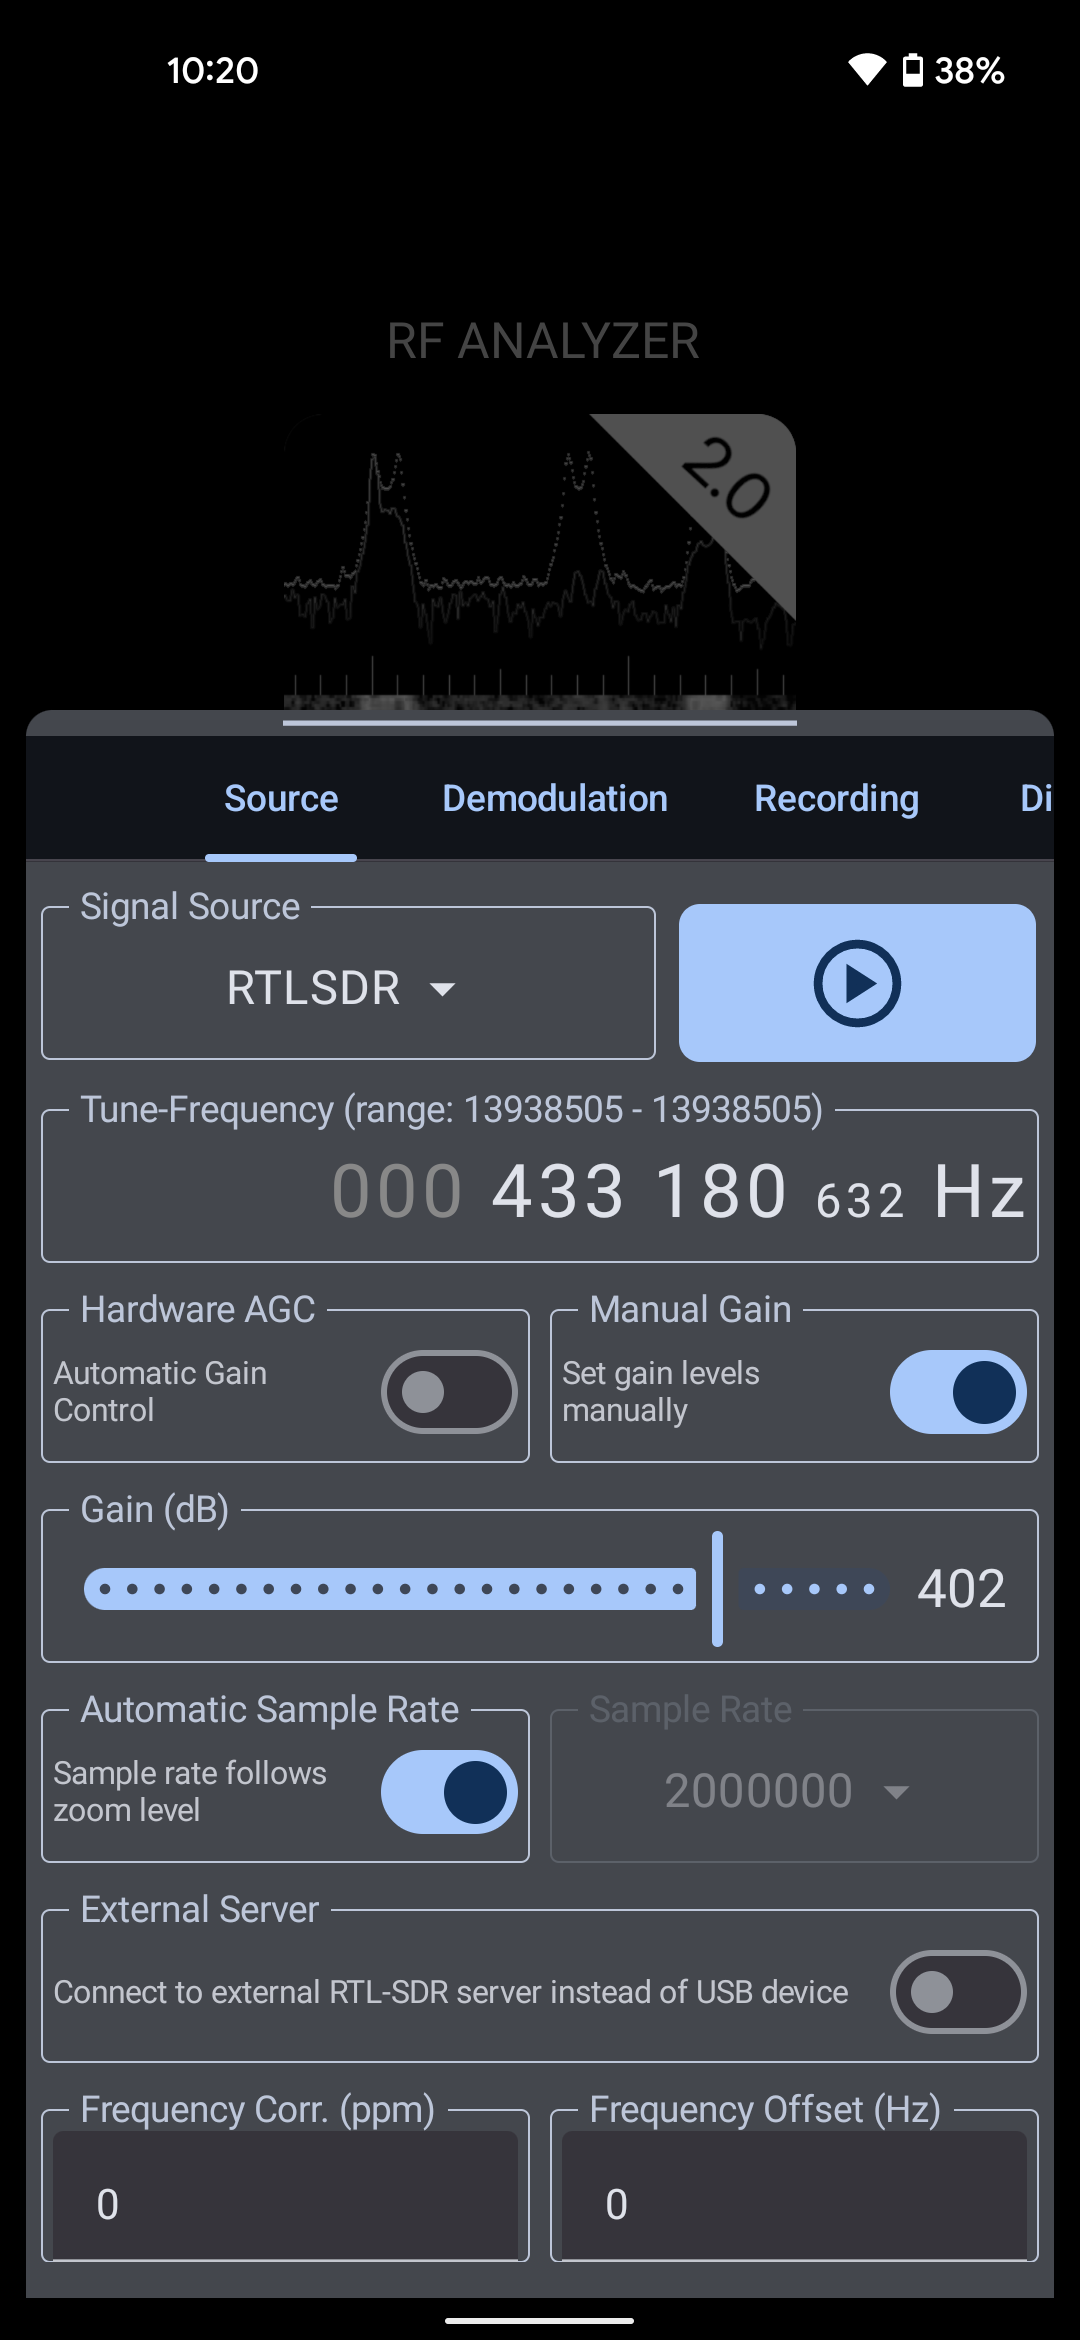 10:20
38%
RF ANALYZER
2.0
Source
Demodulation
Recording
Di
Signal Source
RTLSDR
Tune-Frequency (range: 13938505 - 13938505)
000 433 180 632 Hz
Hardware AGC
Automatic Gain
Control
Manual Gain
Set gain levels
manually
Gain (dB)
402
Automatic Sample Rate
Sample rate follows
zoom level
Sample Rate
2000000
External Server
Connect to external RTL-SDR server instead of USB device
Frequency Corr. (ppm)
0
Frequency Offset (Hz)
0